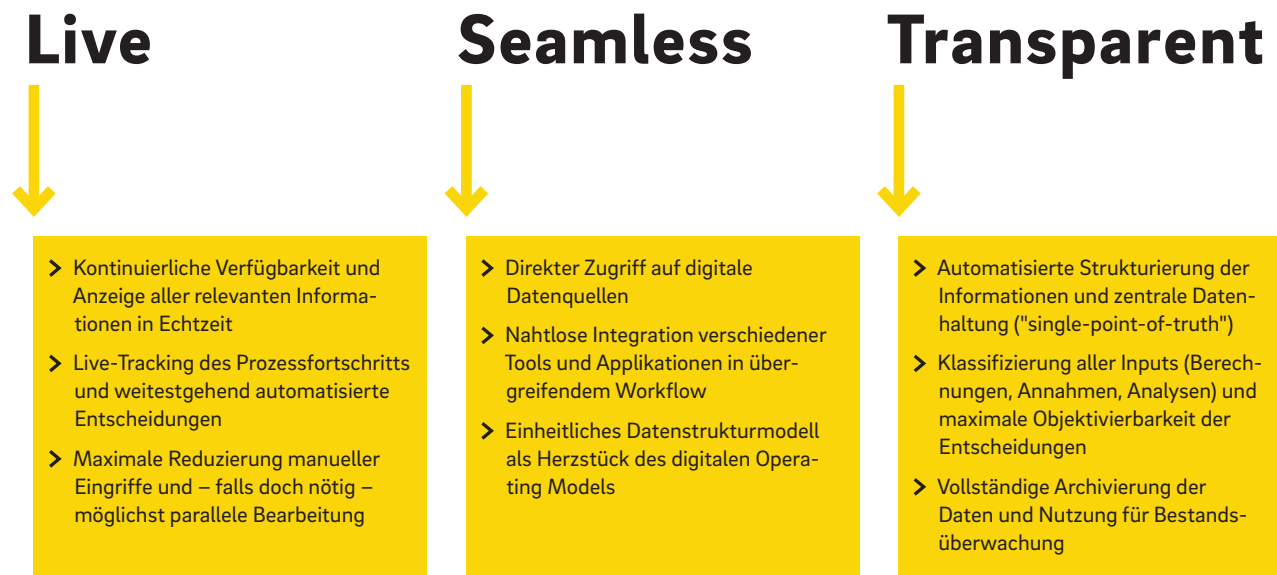 Live
Kontinuierliche Verfügbarkeit und
Anzeige aller relevanten Informa-
tionen in Echtzeit
Live-Tracking des Prozessfortschritts
und weitestgehend automatisierte
Entscheidungen
Maximale Reduzierung manueller
Eingriffe und – falls doch nötig –
möglichst parallele Bearbeitung
Seamless
Direkter Zugriff auf digitale
Datenquellen
Nahtlose Integration verschiedener
Tools und Applikationen in über-
greifendem Workflow
Einheitliches Datenstrukturmodell
als Herzstück des digitalen Opera-
ting Models
Transparent
Automatisierte Strukturierung der
Informationen und zentrale Daten-
haltung ("single-point-of-truth")
Klassifizierung aller Inputs (Berech-
nungen, Annahmen, Analysen) und
maximale Objektivierbarkeit der
Entscheidungen
Vollständige Archivierung der
Daten und Nutzung für Bestands-
überwachung